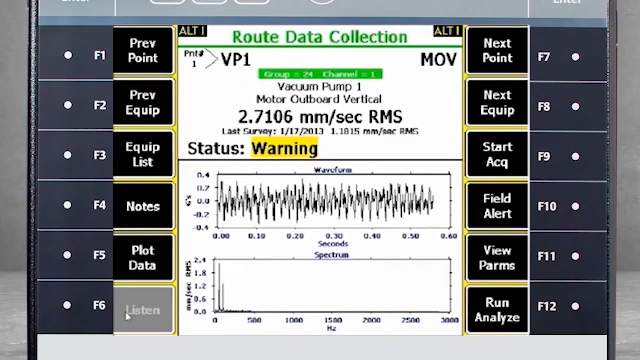 Enter
Enter
ALT1
Route Data Collection
ALT1
F1
Prev
Point
Pnt#
1
VP1
MOV
Next
Point
F7
Group = 24 Channel = 1
F2
Prev
Equip
Vacuum Pump 1
Motor Outboard Vertical
2.7106 mm/sec RMS
Next
Equip
F8
Last Survey: 1/17/2013 1.1815 mm/sec RMS
F3
Equip
List
Status: Warning
Start
Acq
F9
F4
Notes
Waveform
G's
0.4
0.2
0.0
-0.2
-0.4
0.00 0.10 0.20 0.30 0.40 0.50 0.60
Seconds
Field
Alert
F10
F5
Plot
Data
Spectrum
mm/sec RMS
2.4
1.8
1.2
0.6
0.0
0 500 1000 1500 2000 2500 3000
Hz
View
Parms
F11
F6
Listen
Run
Analyze
F12